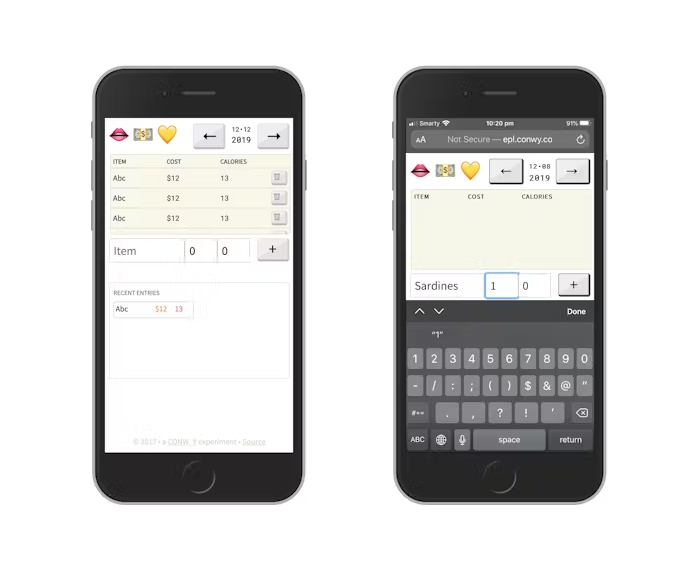 12·12
← 2019 →
ITEM COST CALORIES
Abc $12 13
Abc $12 13
Abc $12 13
Item 0 0 +
RECENT ENTRIES
Abc $12 13
© 2017 • a CONW_Y experiment • Source
Smarty 10:20 pm 91%
AA Not Secure — epl.conwy.co
12·08
← 2019 →
ITEM COST CALORIES
Sardines 1 0 +
Done
“1”
1 2 3 4 5 6 7 8 9 0
- / : ; ( ) $ & @ "
#+= . , ? ! '
ABC space return